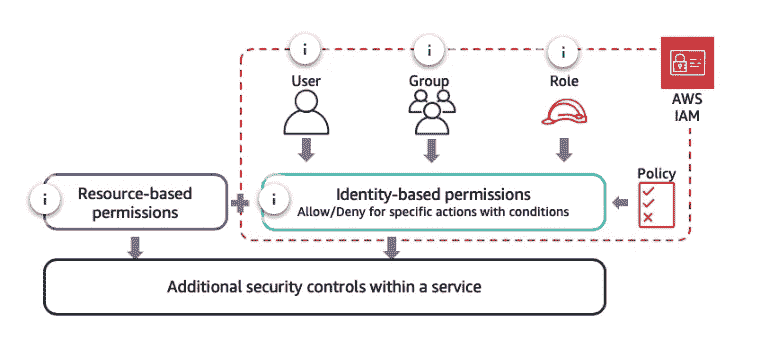 i
i
i
User
Group
Role
AWS
IAM
i
Resource-based
permissions
i
Identity-based permissions
Allow/Deny for specific actions with conditions
Policy
Additional security controls within a service